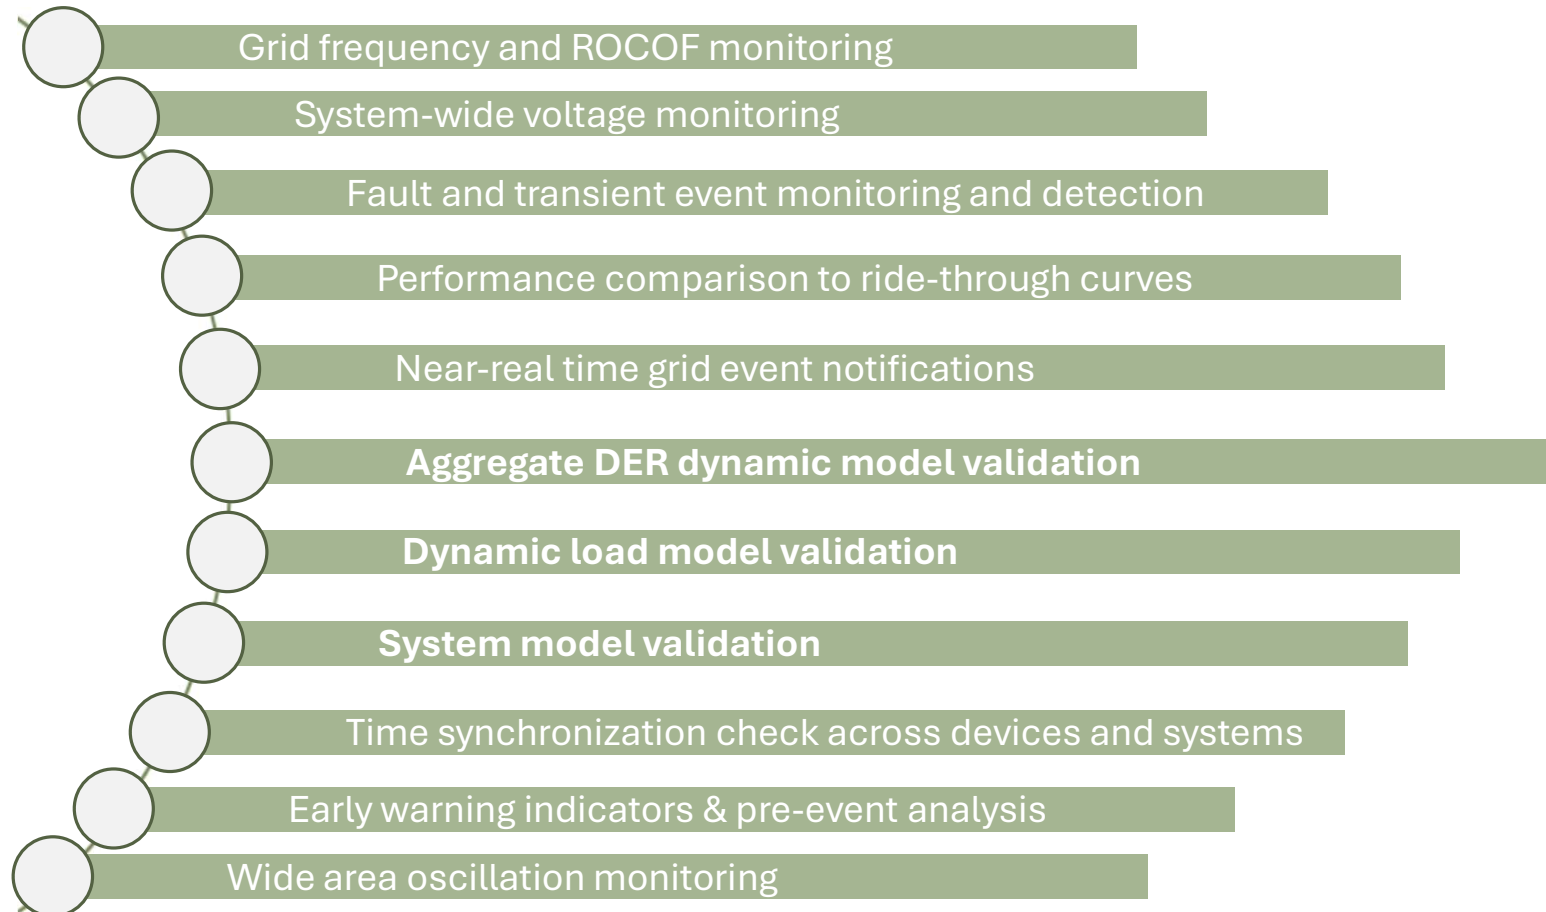 Grid frequency and ROCOF monitoring
System-wide voltage monitoring
Fault and transient event monitoring and detection
Performance comparison to ride-through curves
Near-real time grid event notifications
Aggregate DER dynamic model validation
Dynamic load model validation
System model validation
Time synchronization check across devices and systems
Early warning indicators & pre-event analysis
Wide area oscillation monitoring